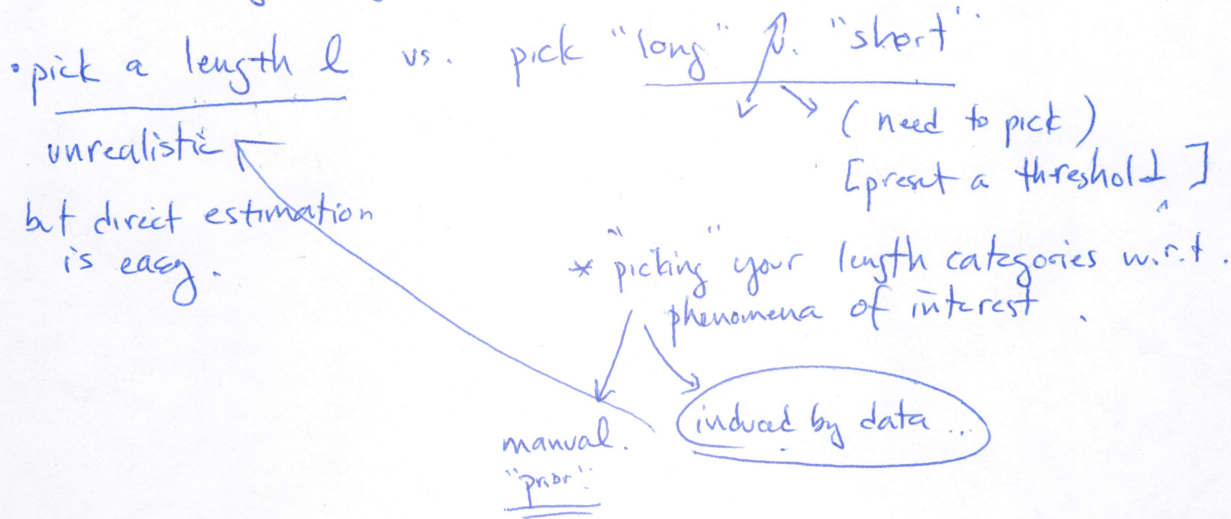 • pick a length l vs. pick "long" v. "short".
unrealistic
(need to pick)
[preset a threshold]
but direct estimation
is easy.
* "picking" your length categories w.r.t.
phenomena of interest.
manual.
"prior".
induced by data...